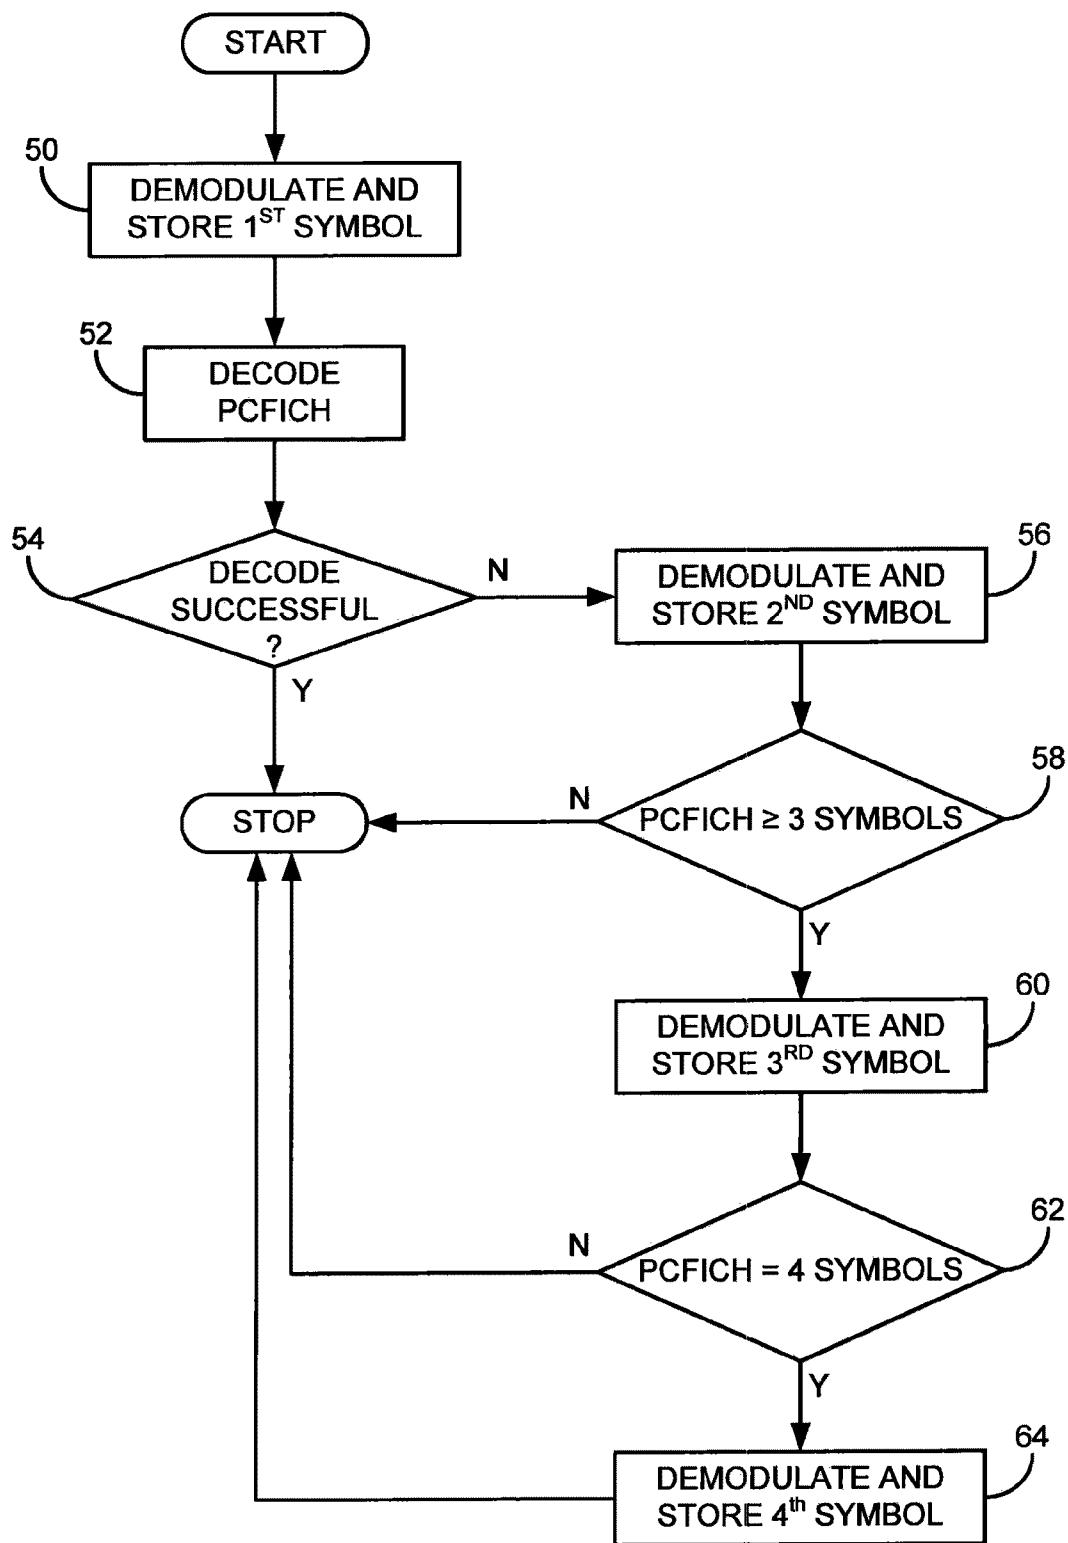 START
50
DEMODULATE AND
STORE 1ST SYMBOL
52
DECODE
PCFICH
54
DECODE
SUCCESSFUL
?
N
Y
56
DEMODULATE AND
STORE 2ND SYMBOL
58
PCFICH ≥ 3 SYMBOLS
N
Y
STOP
60
DEMODULATE AND
STORE 3RD SYMBOL
62
PCFICH = 4 SYMBOLS
N
Y
64
DEMODULATE AND
STORE 4th SYMBOL